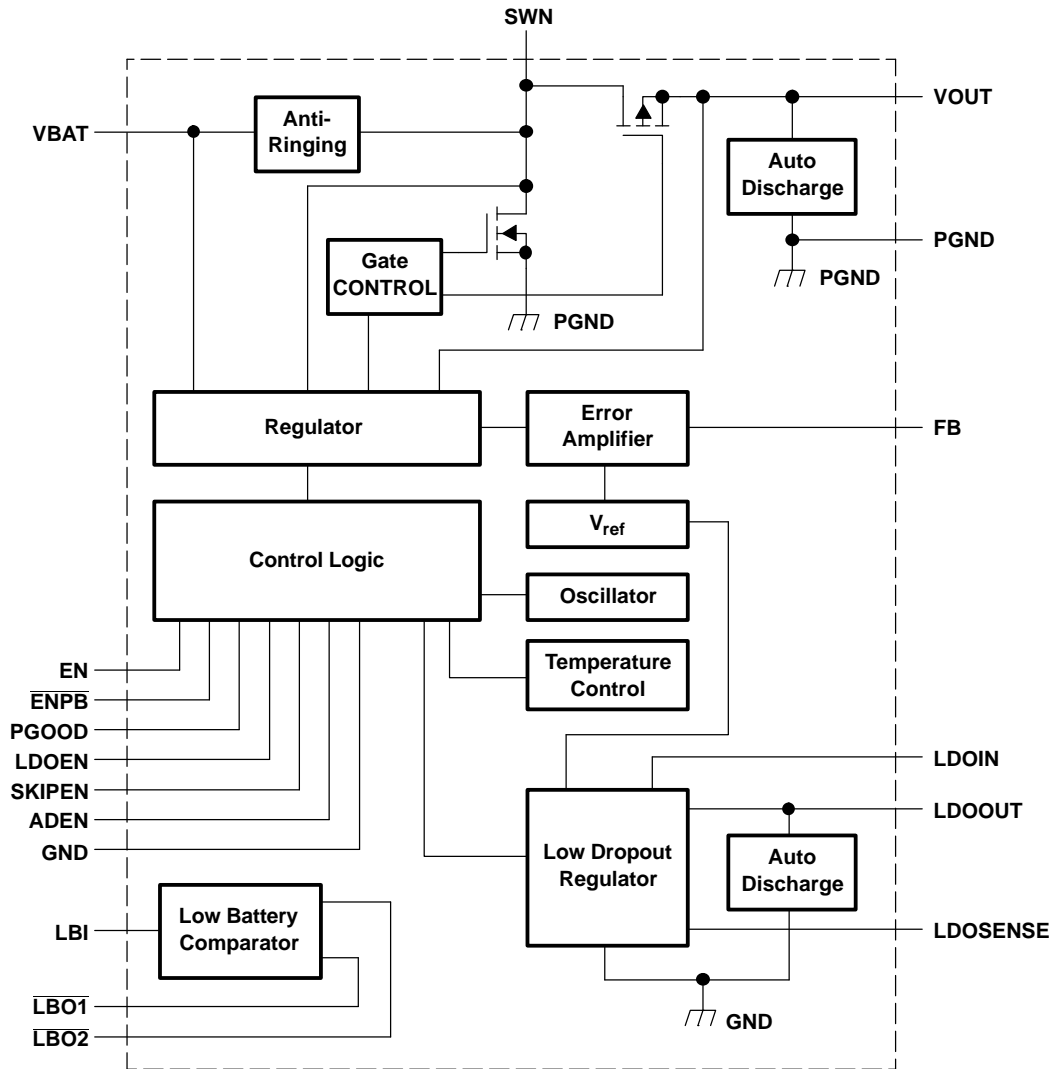 SWN
VBAT
Anti-
Ringing
VOUT
Auto
Discharge
PGND
PGND
Gate
CONTROL
PGND
Regulator
Error
Amplifier
FB
Vref
Control Logic
Oscillator
Temperature
Control
EN
ENPB
PGOOD
LDOEN
SKIPEN
ADEN
GND
LDOIN
LDOOUT
Low Dropout
Regulator
Auto
Discharge
LDOSENSE
LBI
Low Battery
Comparator
LBO1
LBO2
GND